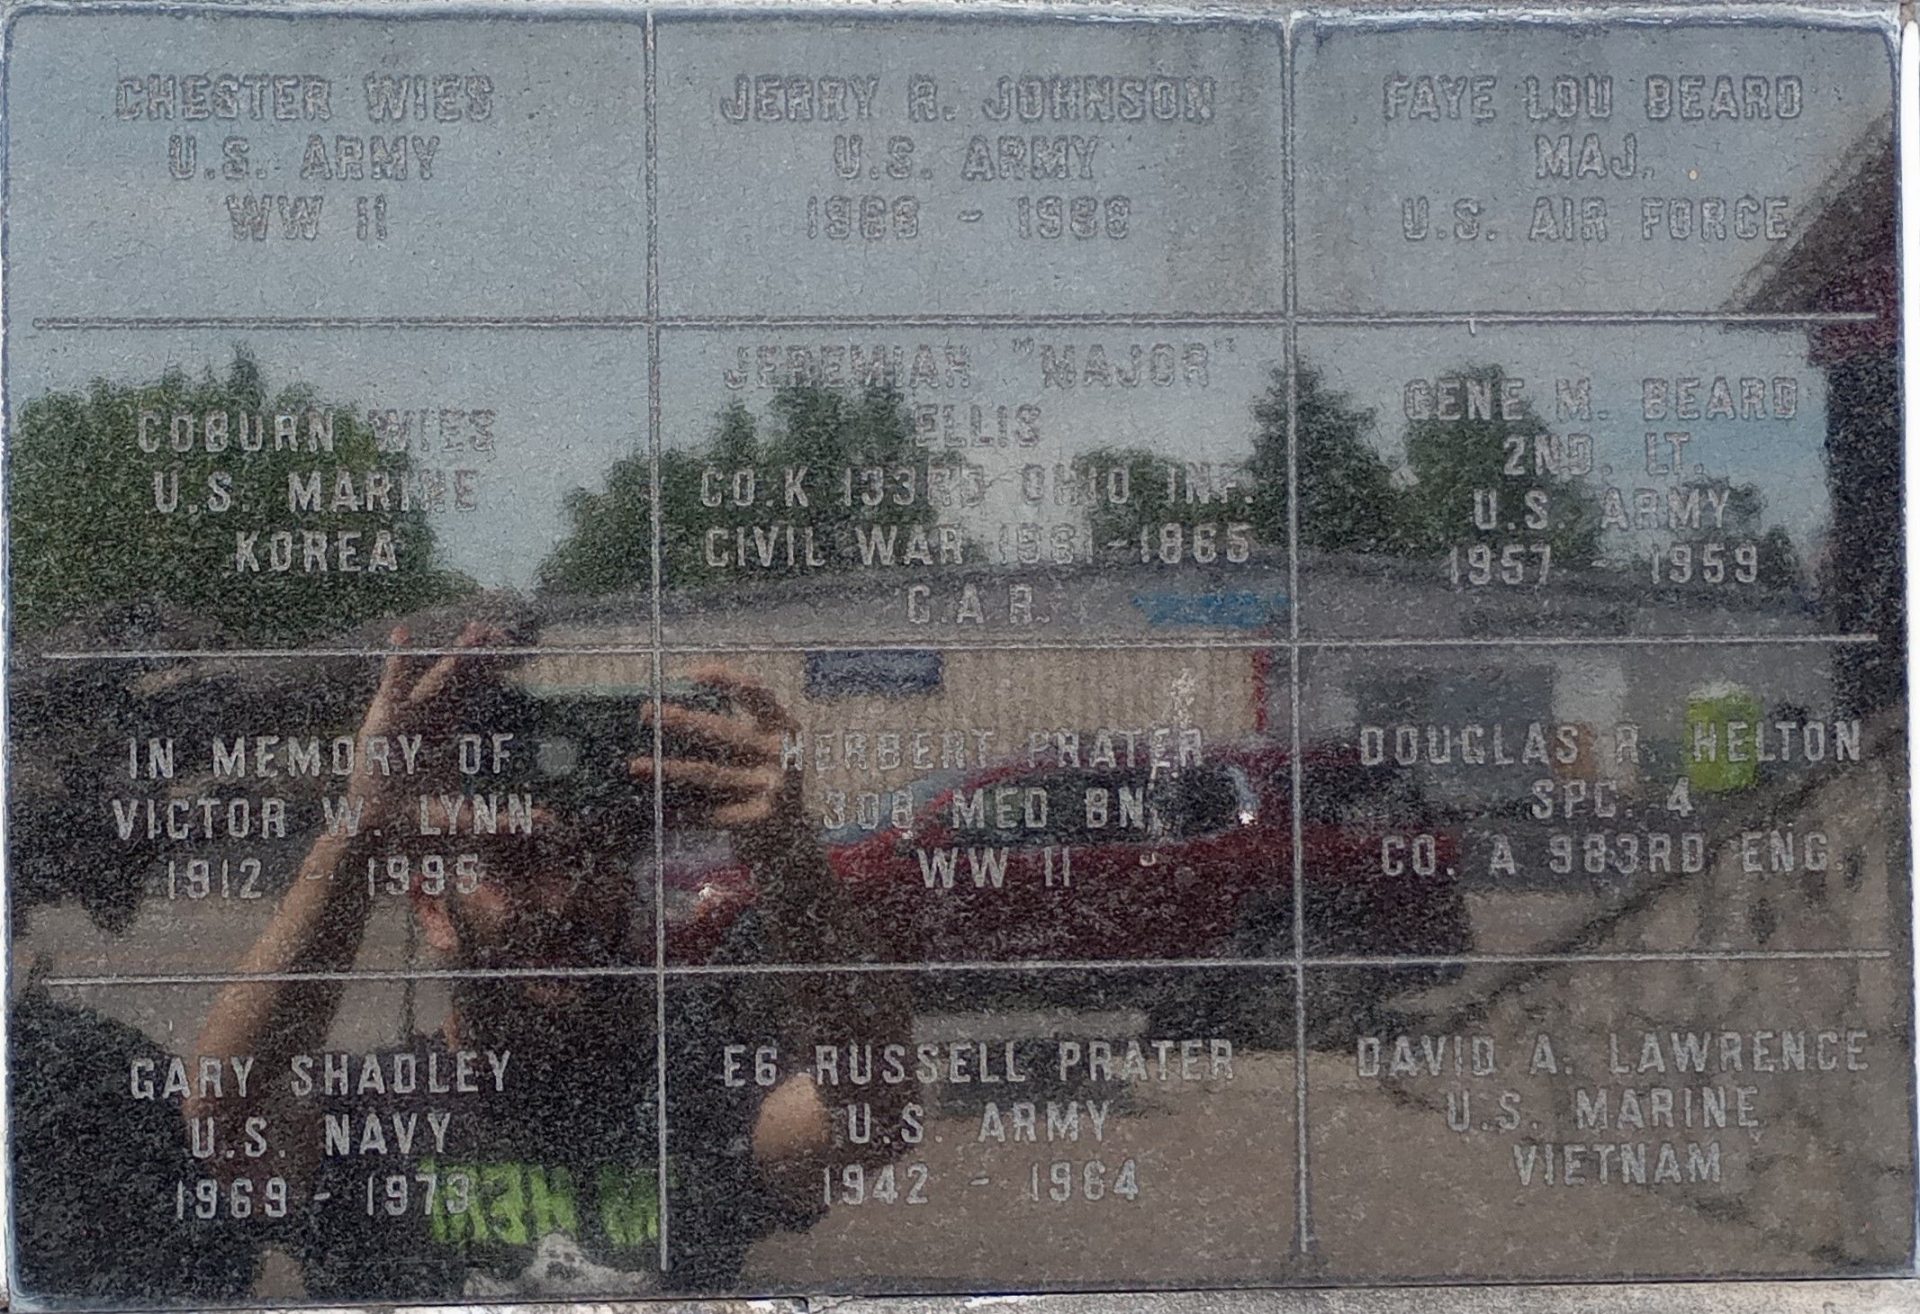 CHESTER WIES
U.S. ARMY
WW II
JERRY R. JOHNSON
U.S. ARMY
FAYE LOU BEARD
MAJ.
U.S. AIR FORCE
COBURN WIES
U.S. MARINE
KOREA
JEREMIAH "MAJOR"
ELLIS
CO.K 133RD OHIO INF.
CIVIL WAR 1861-1865
G.A.R.
GENE M. BEARD
2ND. LT.
U.S. ARMY
1957 - 1959
IN MEMORY OF
VICTOR W. LYNN
1912 - 1995
HERBERT PRATER
308 MED BN.
WW II
DOUGLAS R. HELTON
SPC. 4
CO. A 983RD ENG.
GARY SHADLEY
U.S. NAVY
1969 - 1973
E6 RUSSELL PRATER
U.S. ARMY
1942 - 1964
DAVID A. LAWRENCE
U.S. MARINE
VIETNAM